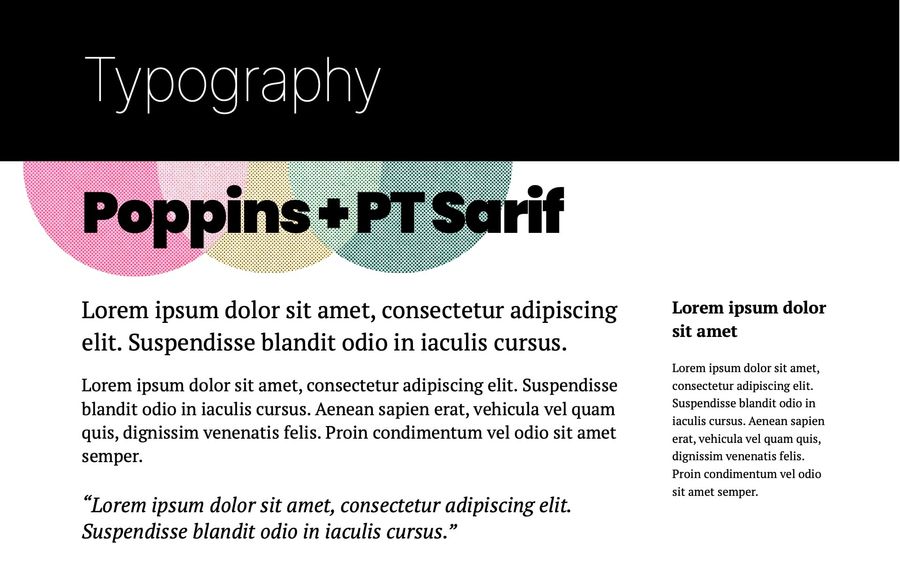 Typography
Poppins + PT Sarif
Lorem ipsum dolor sit amet, consectetur adipiscing
elit. Suspendisse blandit odio in iaculis cursus.
Lorem ipsum dolor sit amet, consectetur adipiscing elit. Suspendisse
blandit odio in iaculis cursus. Aenean sapien erat, vehicula vel quam
quis, dignissim venenatis felis. Proin condimentum vel odio sit amet
semper.
“Lorem ipsum dolor sit amet, consectetur adipiscing elit.
Suspendisse blandit odio in iaculis cursus.”
Lorem ipsum dolor
sit amet
Lorem ipsum dolor sit amet,
consectetur adipiscing elit.
Suspendisse blandit odio in
iaculis cursus. Aenean sapien
erat, vehicula vel quam quis,
dignissim venenatis felis.
Proin condimentum vel odio
sit amet semper.